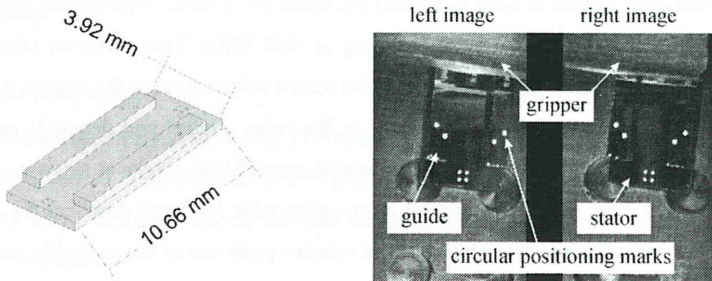 3.92 mm
10.66 mm
left image
right image
gripper
guide
stator
circular positioning marks